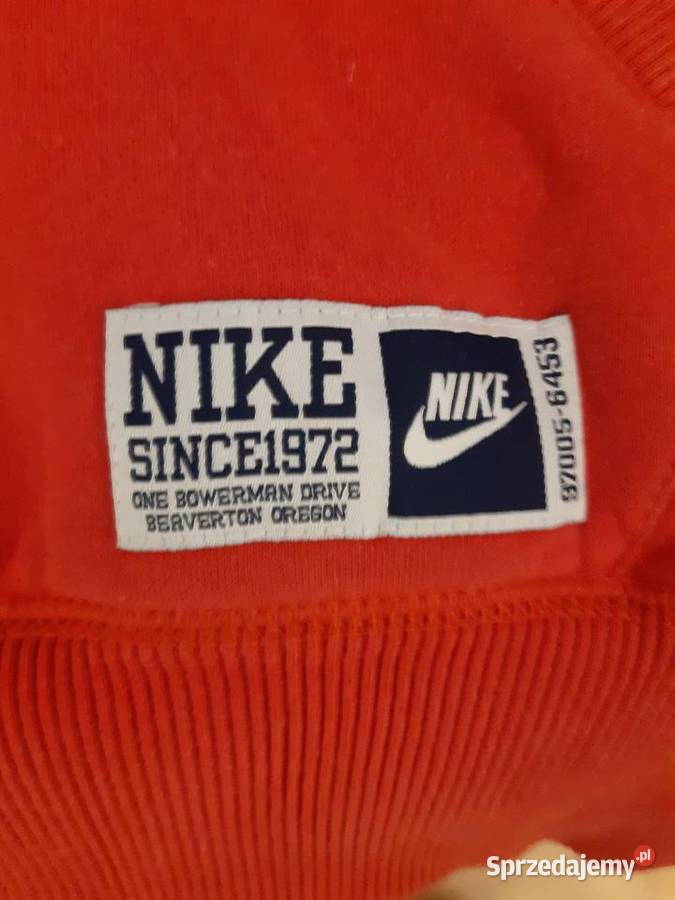 NIKE
SINCE1972
ONE BOWERMAN DRIVE
BEAVERTON OREGON
NIKE
97005-6453
Sprzedajemy.pl